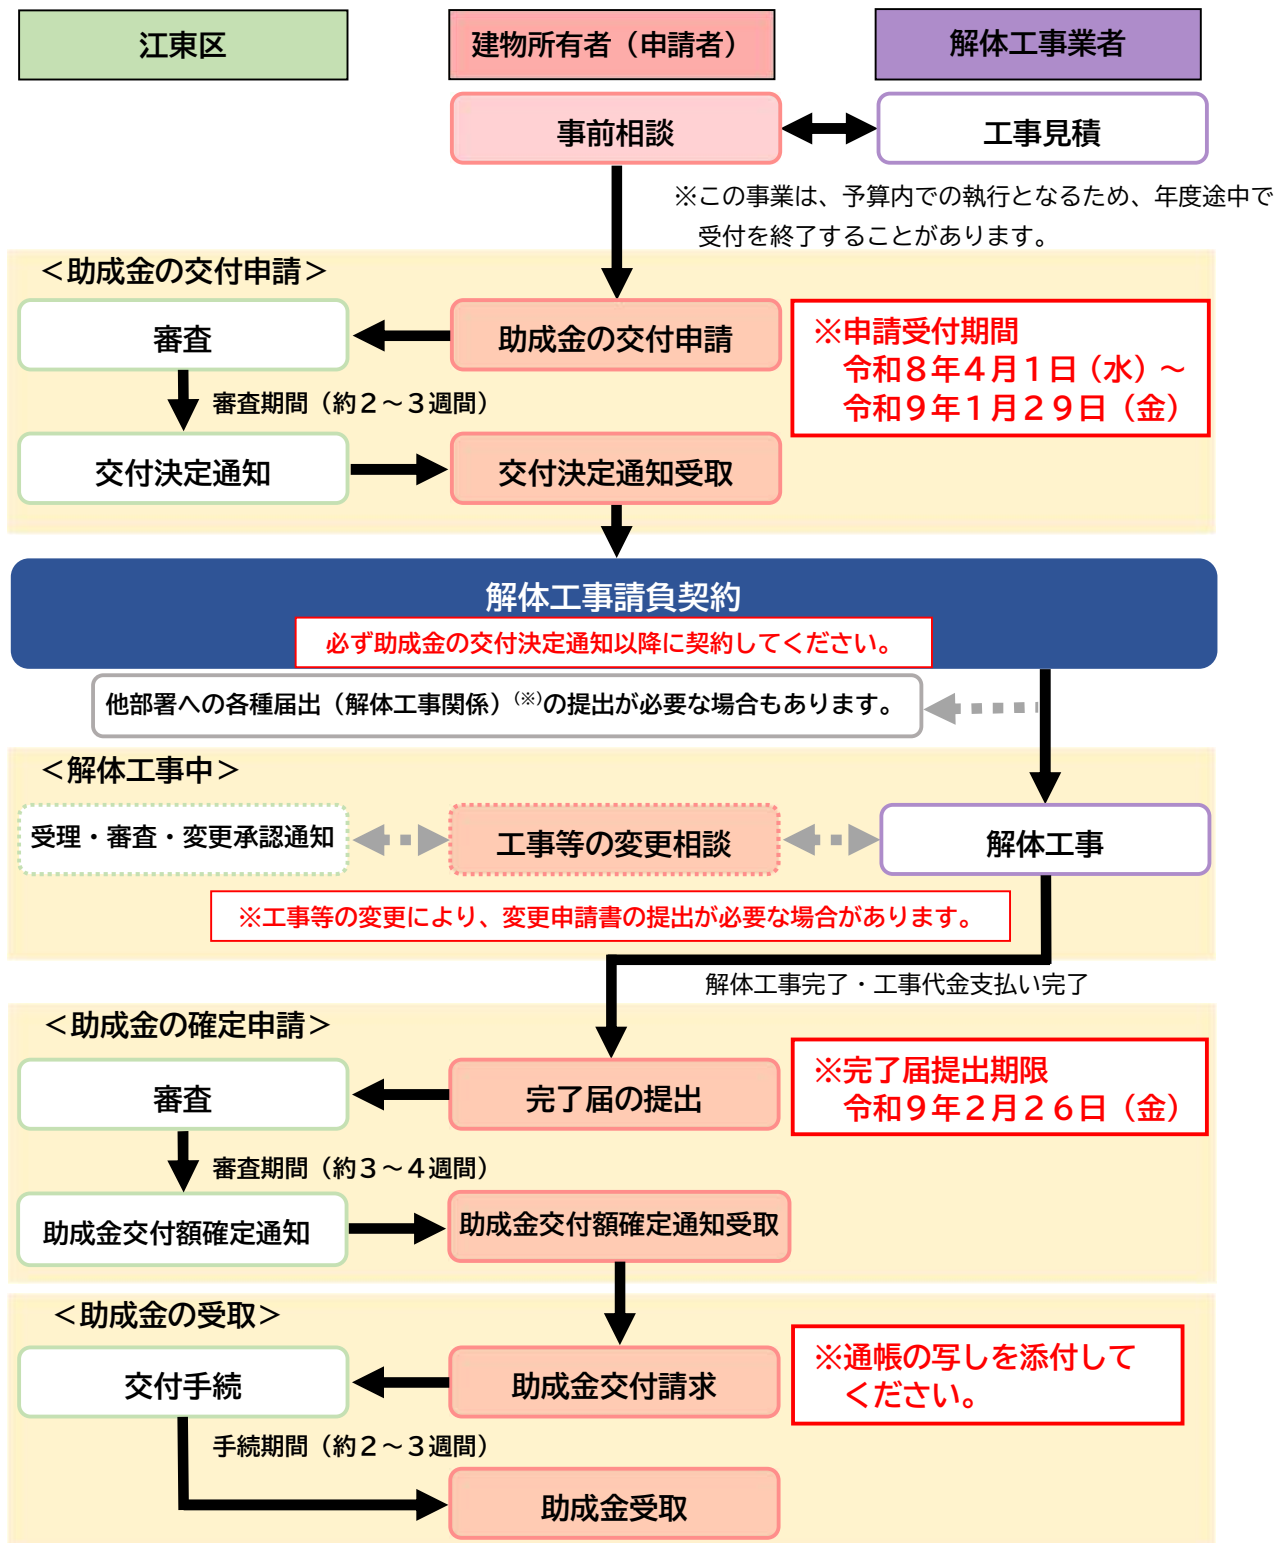 江東区
建物所有者（申請者）
解体工事業者
事前相談
工事見積
※この事業は、予算内での執行となるため、年度途中で
受付を終了することがあります。
＜助成金の交付申請＞
審査
助成金の交付申請
※申請受付期間
令和８年４月１日（水）～
令和９年１月２９日（金）
審査期間（約２～３週間）
交付決定通知
交付決定通知受取
解体工事請負契約
必ず助成金の交付決定通知以降に契約してください。
他部署への各種届出（解体工事関係）(※)の提出が必要な場合もあります。
＜解体工事中＞
受理・審査・変更承認通知
工事等の変更相談
解体工事
※工事等の変更により、変更申請書の提出が必要な場合があります。
解体工事完了・工事代金支払い完了
＜助成金の確定申請＞
審査
完了届の提出
※完了届提出期限
令和９年２月２６日（金）
審査期間（約３～４週間）
助成金交付額確定通知
助成金交付額確定通知受取
＜助成金の受取＞
交付手続
助成金交付請求
※通帳の写しを添付して
ください。
手続期間（約２～３週間）
助成金受取